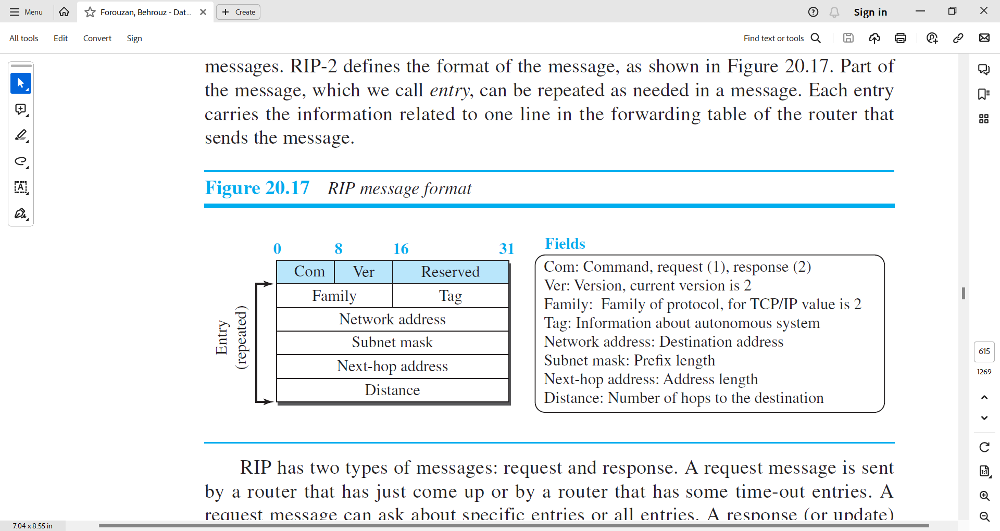 Menu
Forouzan, Behrouz - Dat...
Create
Sign in
All tools
Edit
Convert
Sign
Find text or tools
messages. RIP-2 defines the format of the message, as shown in Figure 20.17. Part of
the message, which we call entry, can be repeated as needed in a message. Each entry
carries the information related to one line in the forwarding table of the router that
sends the message.
Figure 20.17 RIP message format
0 8 16 31
Com Ver Reserved
Family Tag
Network address
Subnet mask
Next-hop address
Distance
Entry
(repeated)
Fields
Com: Command, request (1), response (2)
Ver: Version, current version is 2
Family: Family of protocol, for TCP/IP value is 2
Tag: Information about autonomous system
Network address: Destination address
Subnet mask: Prefix length
Next-hop address: Address length
Distance: Number of hops to the destination
RIP has two types of messages: request and response. A request message is sent
by a router that has just come up or by a router that has some time-out entries. A
request message can ask about specific entries or all entries. A response (or update)
615
1269
7.04 x 8.55 in